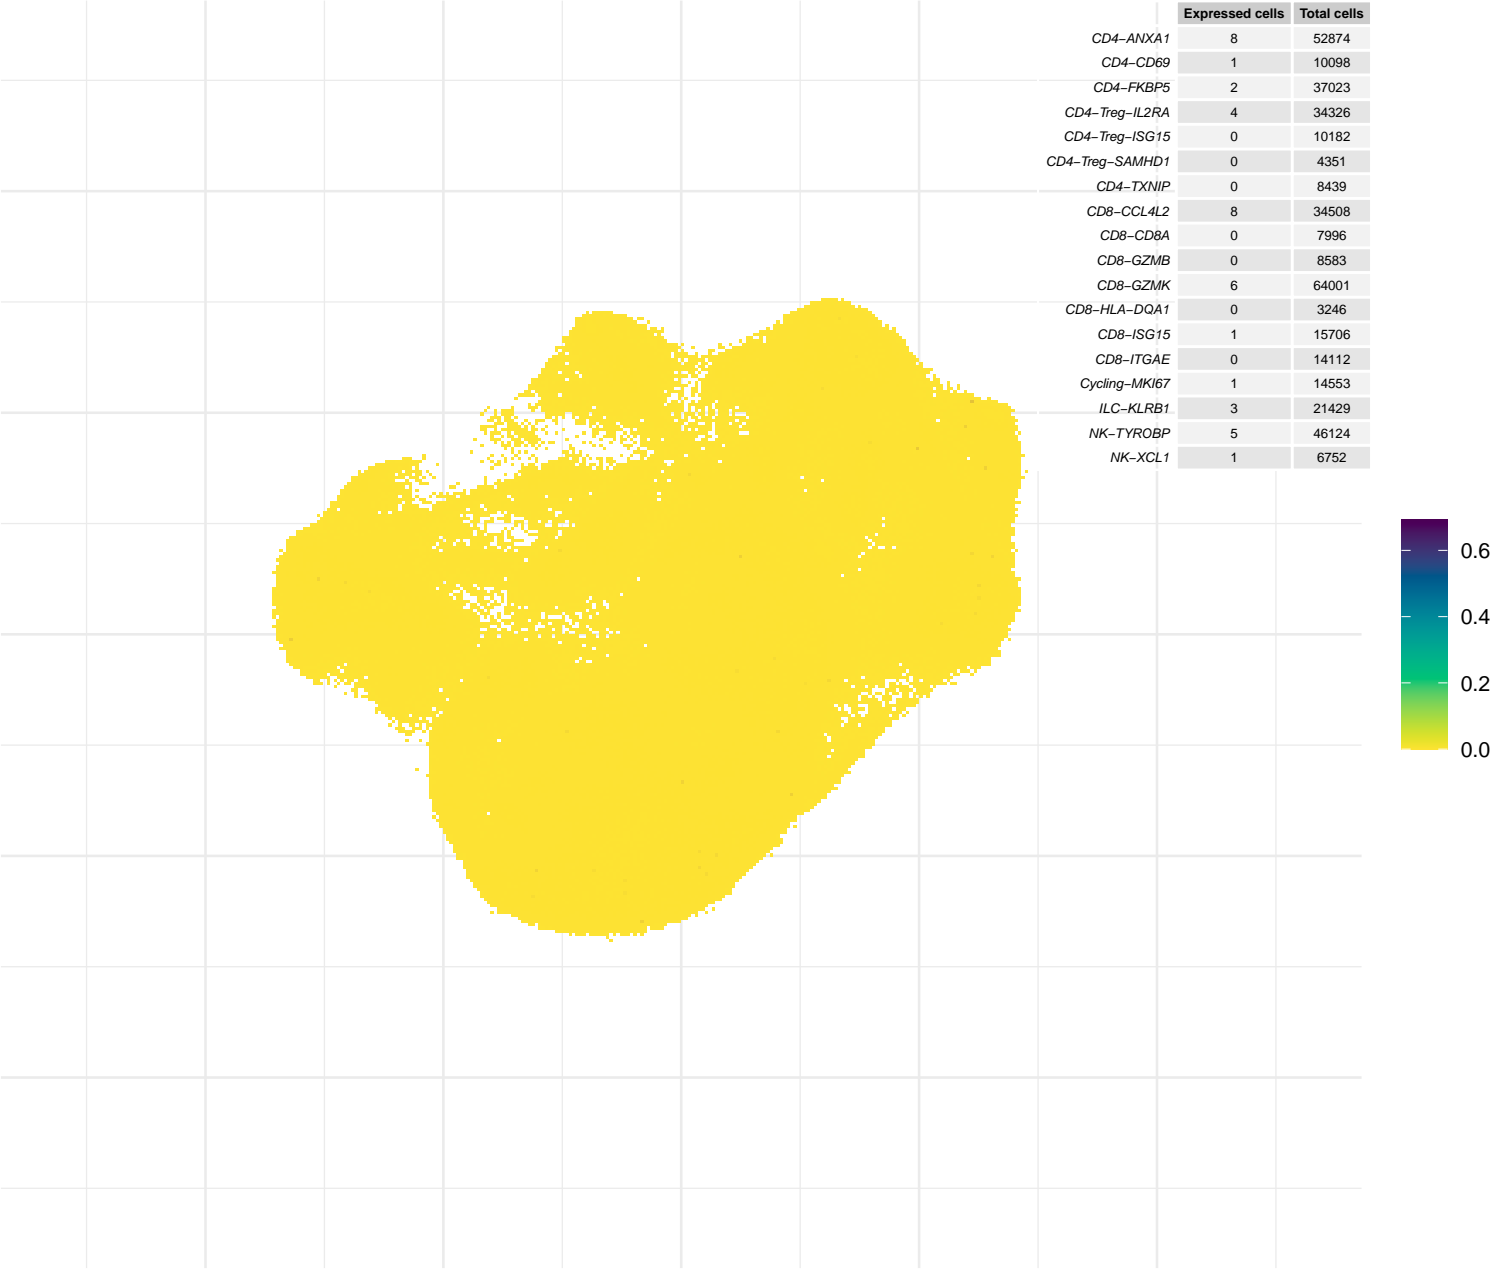 Expressed cells Total cells
CD4−ANXA1 8 52874
CD4−CD69 1 10098
CD4−FKBP5 2 37023
CD4−Treg−IL2RA 4 34326
CD4−Treg−ISG15 0 10182
CD4−Treg−SAMHD1 0 4351
CD4−TXNIP 0 8439
CD8−CCL4L2 8 34508
CD8−CD8A 0 7996
CD8−GZMB 0 8583
CD8−GZMK 6 64001
CD8−HLA−DQA1 0 3246
CD8−ISG15 1 15706
CD8−ITGAE 0 14112
Cycling−MKI67 1 14553
ILC−KLRB1 3 21429
NK−TYROBP 5 46124
NK−XCL1 1 6752
0.6
0.4
0.2
0.0